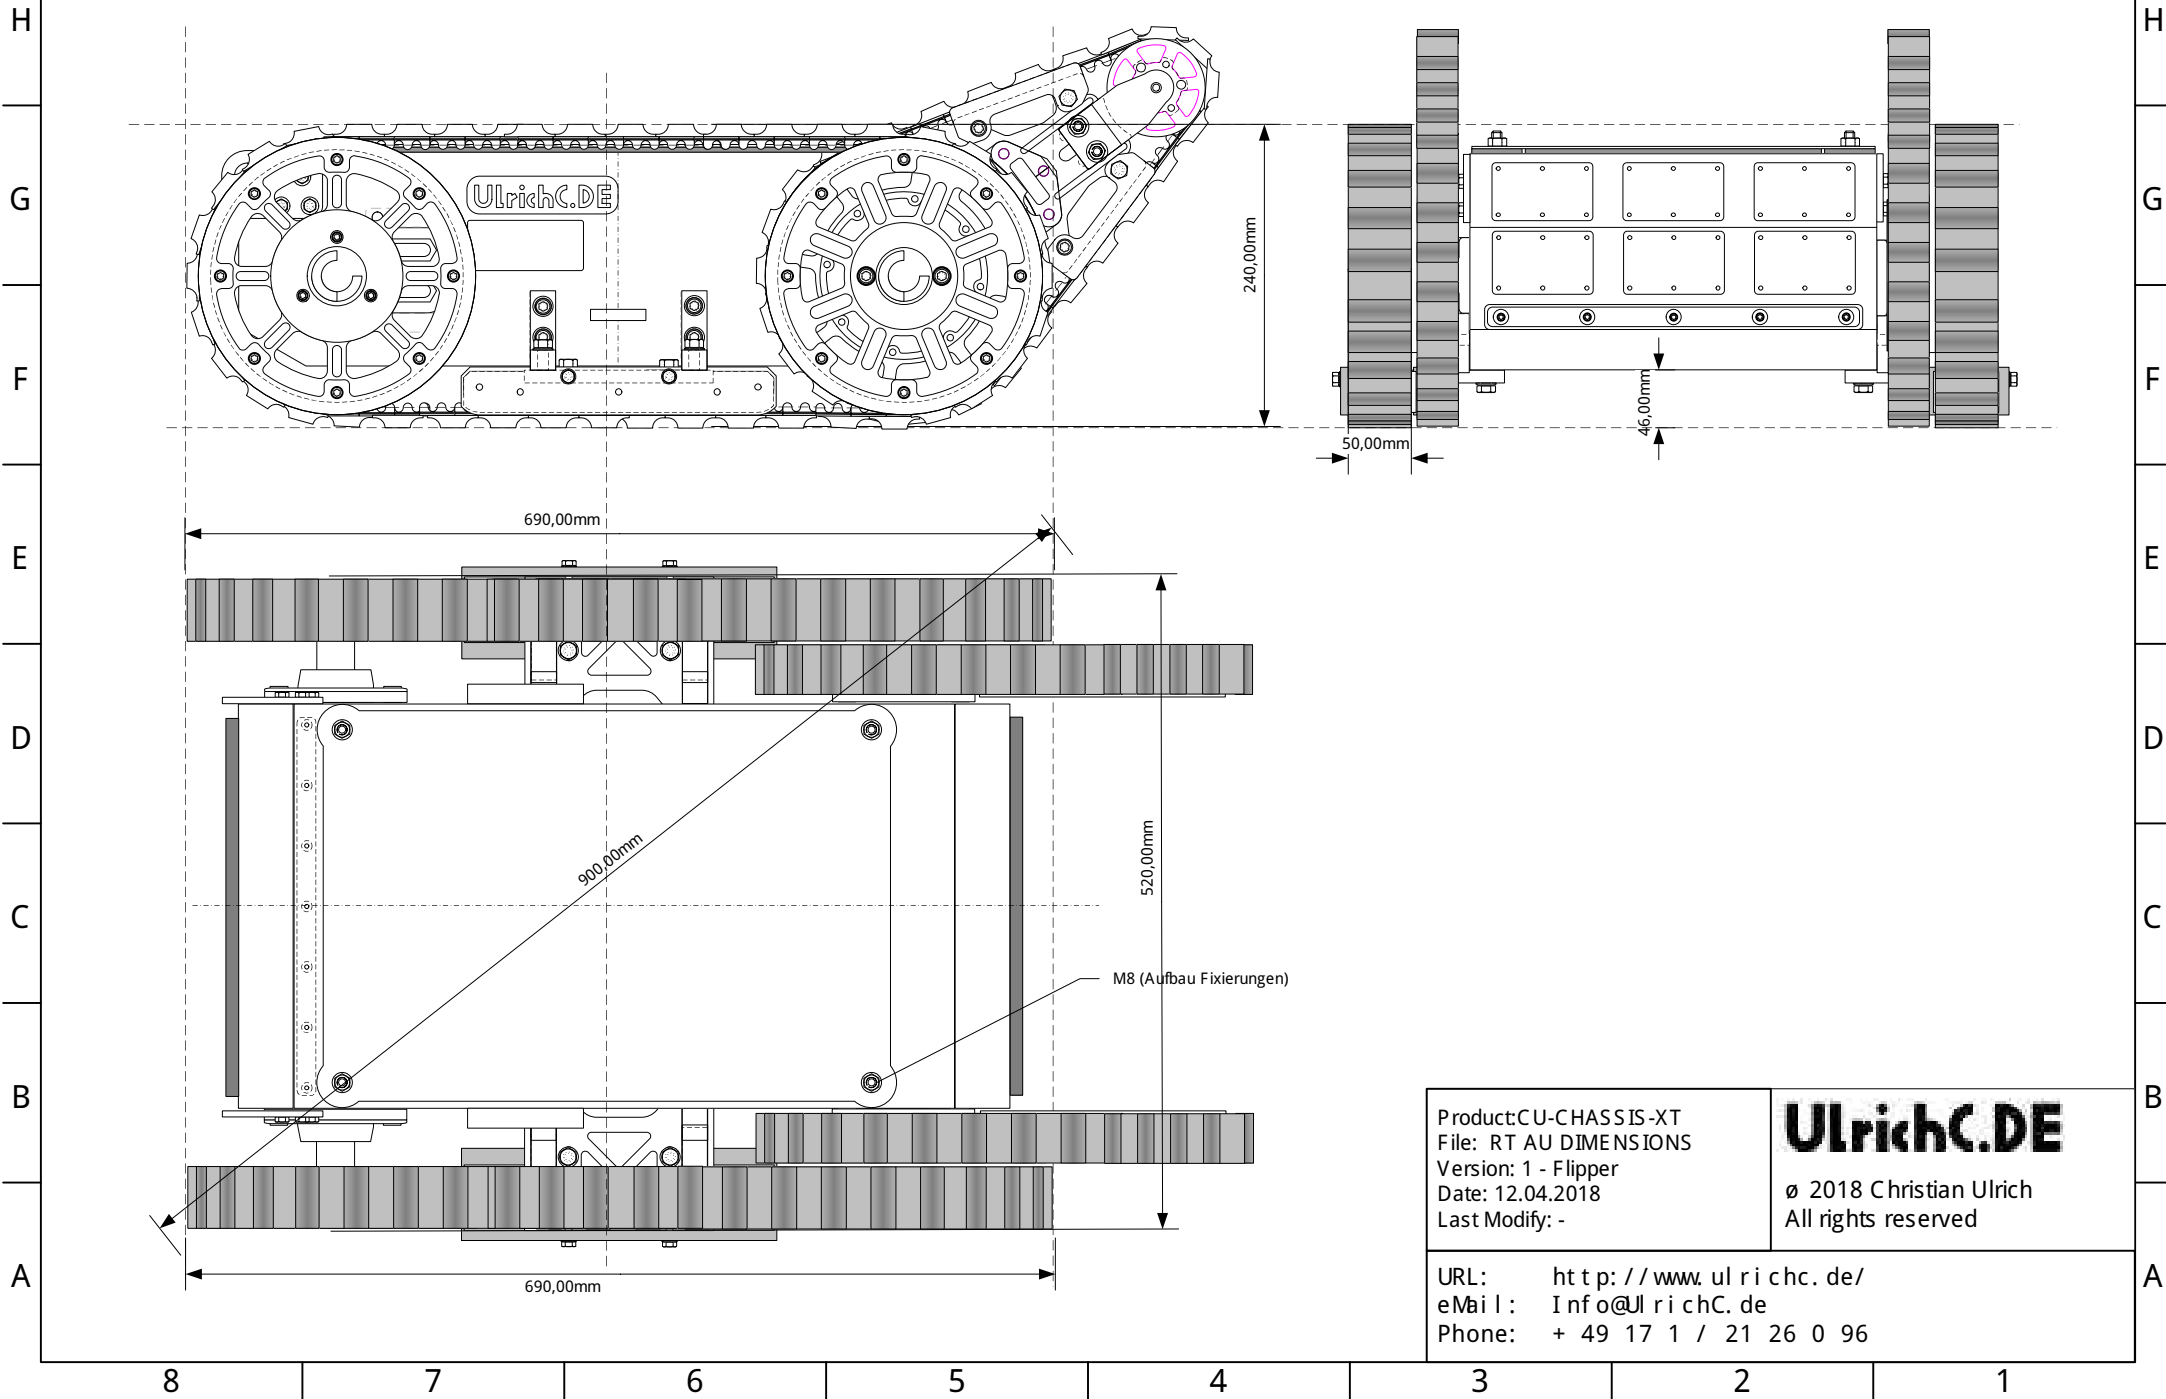 H
H
G
G
F
F
E
E
D
D
C
C
B
B
A
A
UlrichC.DE
240,00mm
46,00mm
50,00mm
690,00mm
900,00mm
520,00mm
M8 (Aufbau Fixierungen)
690,00mm
Product:CU-CHASSIS-XT
File: RT AU DIMENSIONS
Version: 1 - Flipper
Date: 12.04.2018
Last Modify: -
UlrichC.DE
ø 2018 Christian Ulrich
All rights reserved
URL: http://www.ulrichc.de/
eMail: Info@UlrichC.de
Phone: + 49 17 1 / 21 26 0 96
8 7 6 5 4 3 2 1